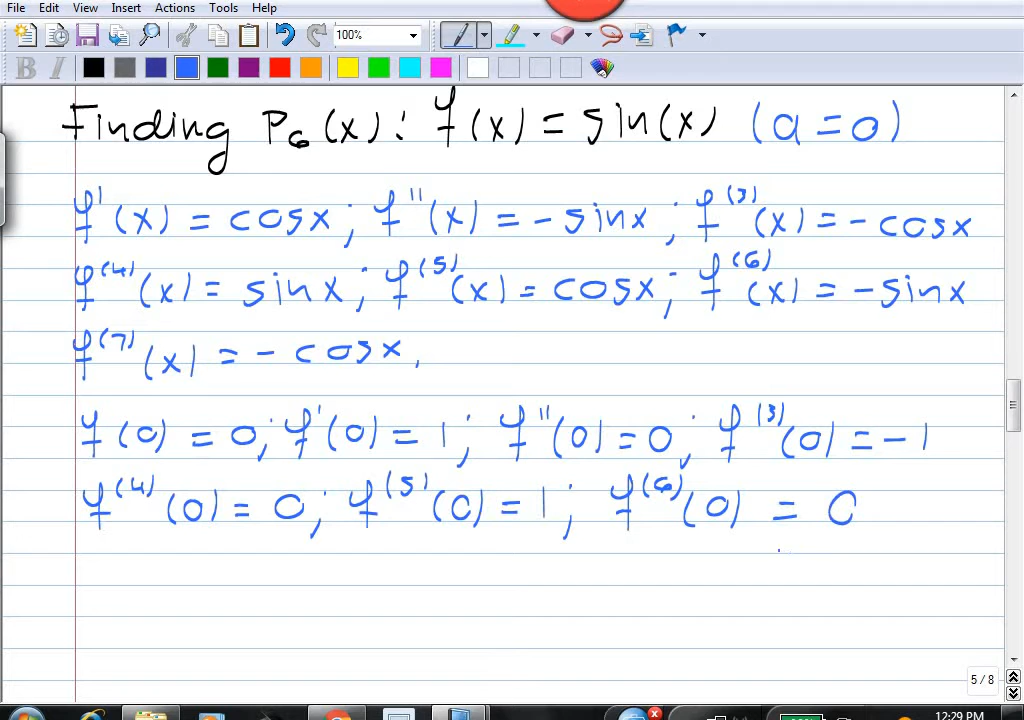 File Edit View Insert Actions Tools Help
100%
B I
Finding P₆(x): f(x) = sin(x) (a=0)
f'(x) = cosx; f''(x) = -sinx; f⁽³⁾(x) = -cosx
f⁽⁴⁾(x) = sinx; f⁽⁵⁾(x) = cosx; f⁽⁶⁾(x) = -sinx
f⁽⁷⁾(x) = -cosx,
f(0) = 0; f'(0) = 1; f''(0) = 0; f⁽³⁾(0) = -1
f⁽⁴⁾(0) = 0; f⁽⁵⁾(0) = 1; f⁽⁶⁾(0) = 0
5 / 8
12:29 PM